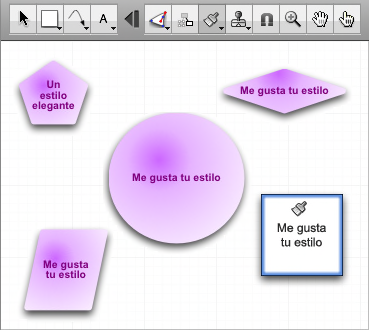 A
Un
estilo
elegante
Me gusta tu estilo
Me gusta tu estilo
Me gusta
tu estilo
Me gusta
tu estilo